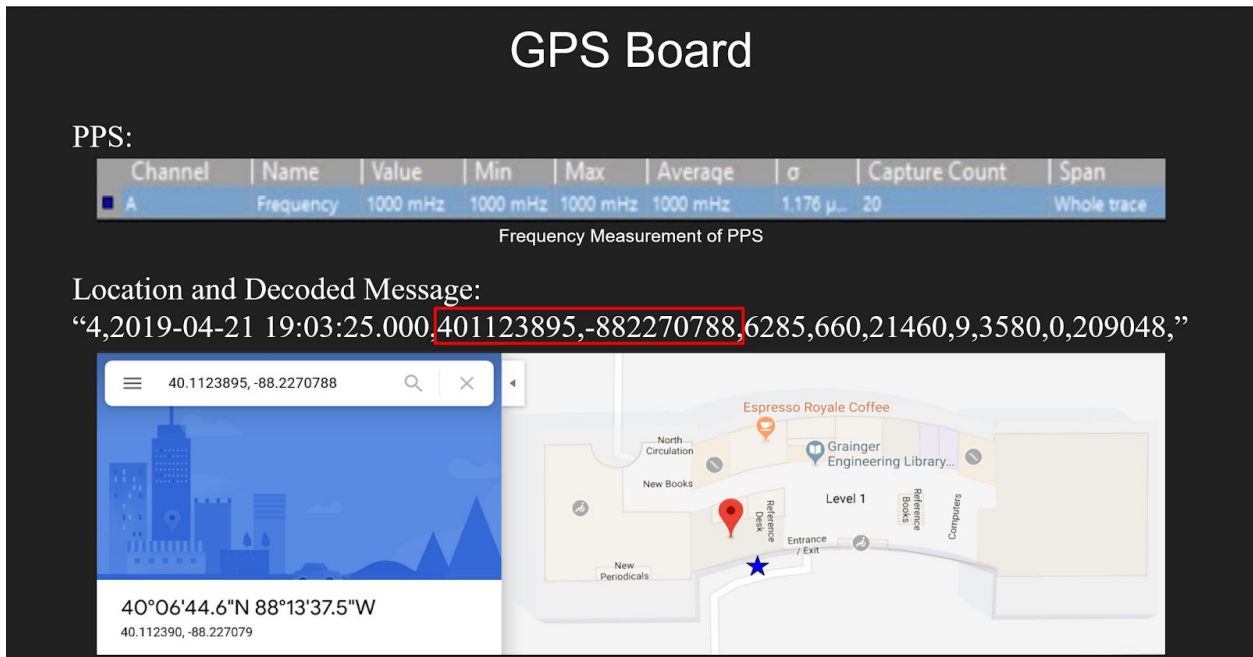 GPS Board
PPS:
Channel Name Value Min Max Average σ Capture Count Span
A Frequency 1000 mHz 1000 mHz 1000 mHz 1000 mHz 1.176 µ... 20 Whole trace
Frequency Measurement of PPS
Location and Decoded Message:
“4,2019-04-21 19:03:25.000,401123895,-882270788,6285,660,21460,9,3580,0,209048,”
40.1123895, -88.2270788
40°06'44.6"N 88°13'37.5"W
40.112390, -88.227079
Espresso Royale Coffee
North
Circulation
Grainger
Engineering Library...
New Books
Level 1
Reference
Desk
Reference
Books
Computers
Entrance
/ Exit
New
Periodicals